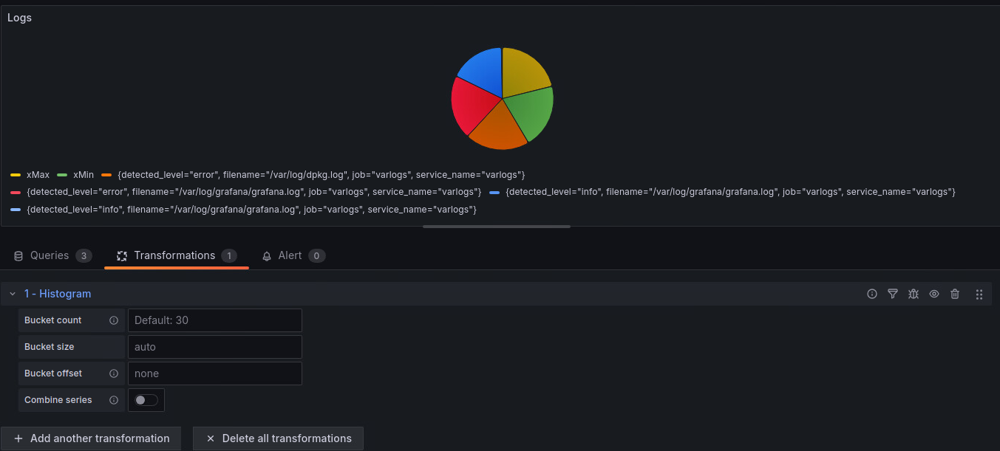 Logs
xMax xMin {detected_level="error", filename="/var/log/dpkg.log", job="varlogs", service_name="varlogs"}
{detected_level="error", filename="/var/log/grafana/grafana.log", job="varlogs", service_name="varlogs"} {detected_level="info", filename="/var/log/grafana/grafana.log", job="varlogs", service_name="varlogs"}
{detected_level="info", filename="/var/log/grafana/grafana.log", job="varlogs", service_name="varlogs"}
Queries 3 Transformations 1 Alert 0
1 - Histogram
Bucket count Default: 30
Bucket size auto
Bucket offset none
Combine series
Add another transformation Delete all transformations